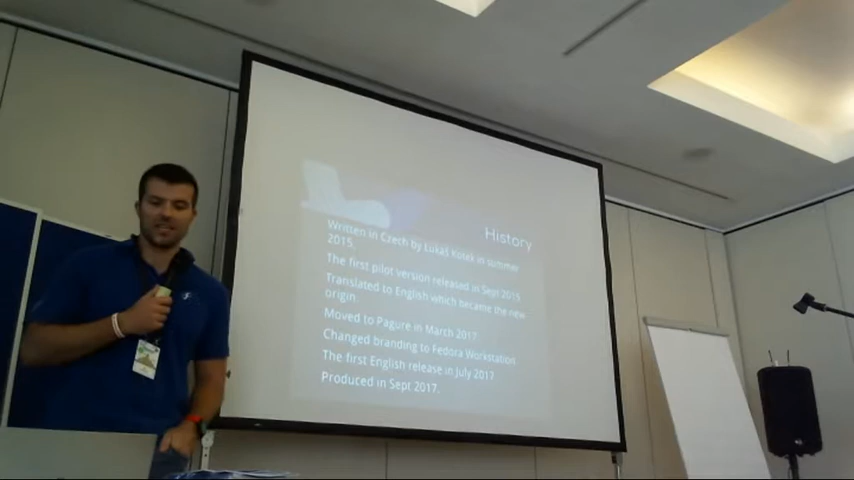 History
Written in Czech by Lukáš Kotek in summer
2015.
The first pilot version released in Sept 2015.
Translated to English which became the new
origin.
Moved to Pagure in March 2017.
Changed branding to Fedora Workstation.
The first English release in July 2017.
Produced in Sept 2017.